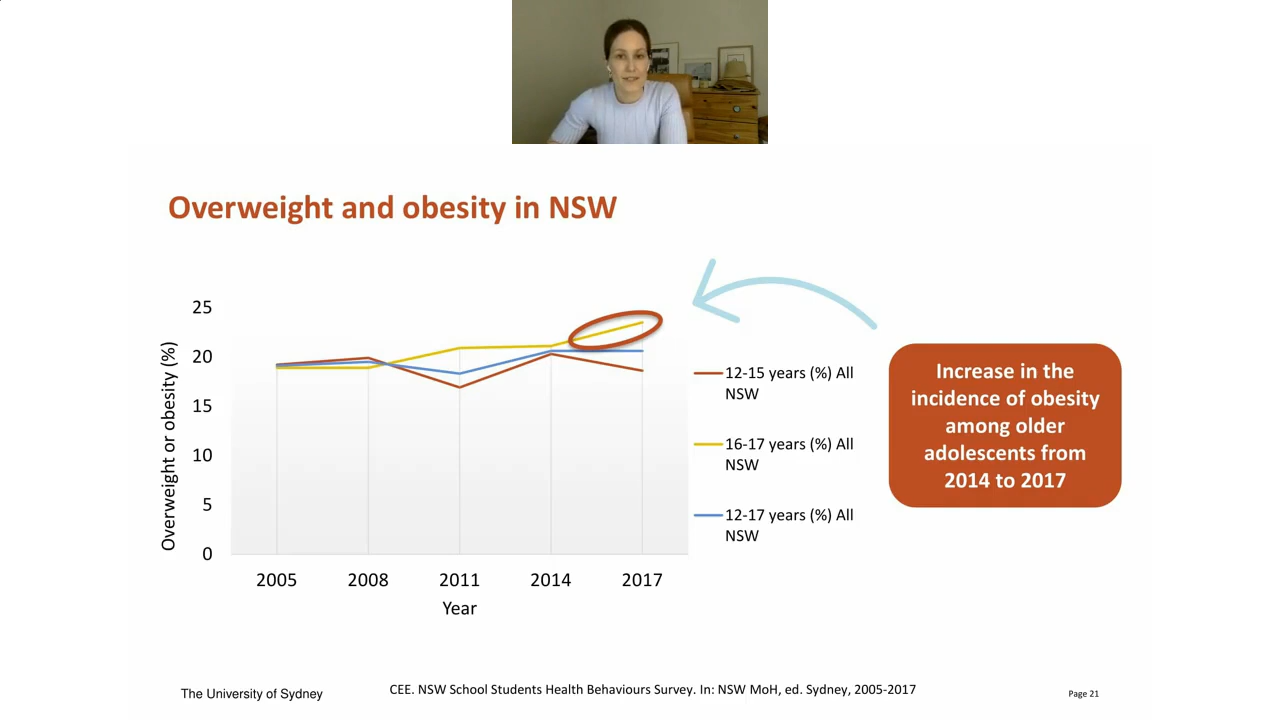 Overweight and obesity in NSW
25
20
15
10
5
0
Overweight or obesity (%)
2005 2008 2011 2014 2017
Year
12-15 years (%) All
NSW
16-17 years (%) All
NSW
12-17 years (%) All
NSW
Increase in the
incidence of obesity
among older
adolescents from
2014 to 2017
The University of Sydney
CEE. NSW School Students Health Behaviours Survey. In: NSW MoH, ed. Sydney, 2005-2017
Page 21